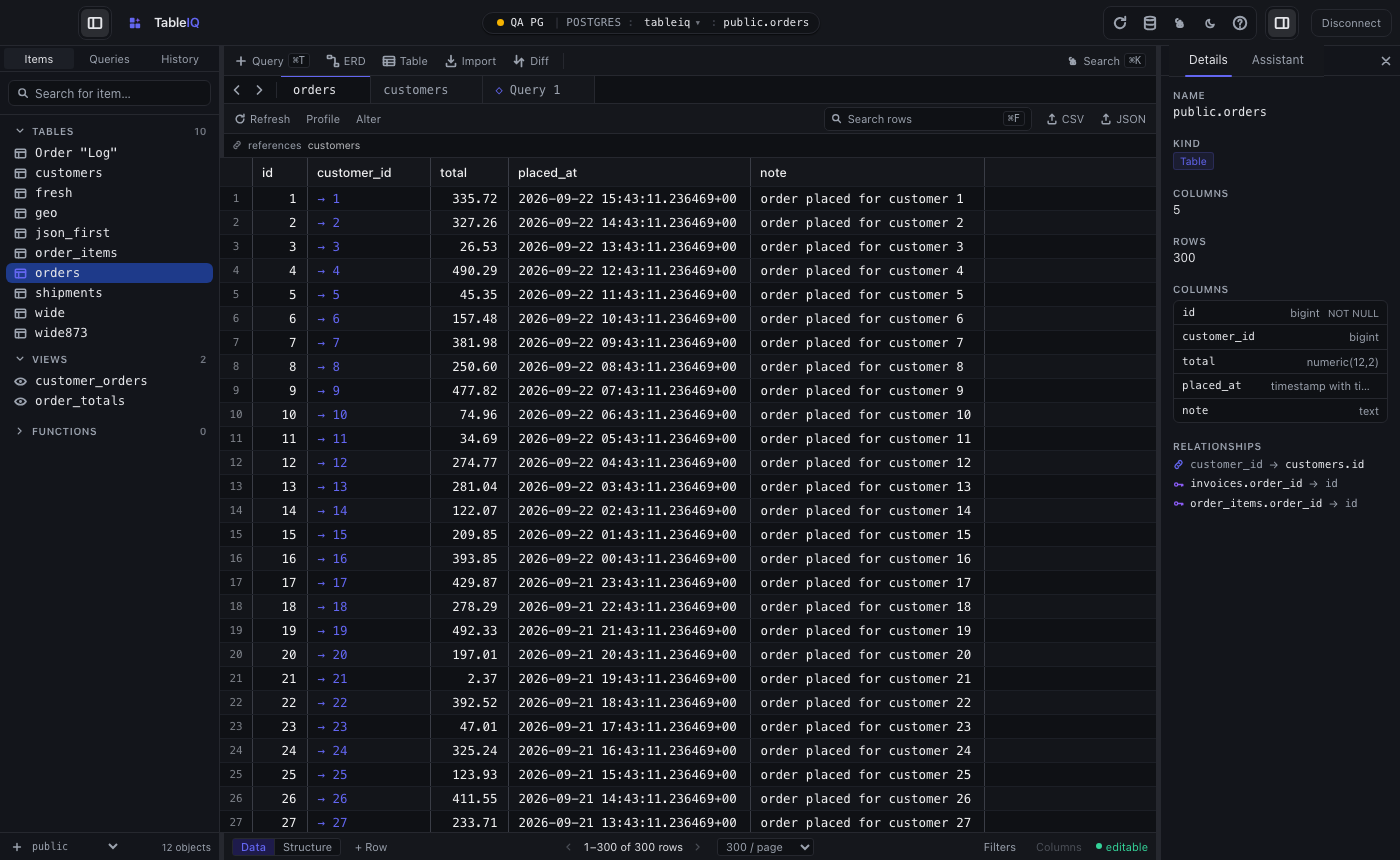 TableIQ
QA PG | POSTGRES : tableiq ▾ : public.orders
Disconnect
Items Queries History
Search for item...
TABLES 10
Order "Log"
customers
fresh
geo
json_first
order_items
orders
shipments
wide
wide873
VIEWS 2
customer_orders
order_totals
FUNCTIONS 0
+ public
12 objects
+ Query ⌘T ERD Table Import Diff Search ⌘K
orders customers ◇ Query 1
Refresh Profile Alter Search rows ⌘F CSV JSON
references customers
id customer_id total placed_at note
1 1 → 1 335.72 2026-09-22 15:43:11.236469+00 order placed for customer 1
2 2 → 2 327.26 2026-09-22 14:43:11.236469+00 order placed for customer 2
3 3 → 3 26.53 2026-09-22 13:43:11.236469+00 order placed for customer 3
4 4 → 4 490.29 2026-09-22 12:43:11.236469+00 order placed for customer 4
5 5 → 5 45.35 2026-09-22 11:43:11.236469+00 order placed for customer 5
6 6 → 6 157.48 2026-09-22 10:43:11.236469+00 order placed for customer 6
7 7 → 7 381.98 2026-09-22 09:43:11.236469+00 order placed for customer 7
8 8 → 8 250.60 2026-09-22 08:43:11.236469+00 order placed for customer 8
9 9 → 9 477.82 2026-09-22 07:43:11.236469+00 order placed for customer 9
10 10 → 10 74.96 2026-09-22 06:43:11.236469+00 order placed for customer 10
11 11 → 11 34.69 2026-09-22 05:43:11.236469+00 order placed for customer 11
12 12 → 12 274.77 2026-09-22 04:43:11.236469+00 order placed for customer 12
13 13 → 13 281.04 2026-09-22 03:43:11.236469+00 order placed for customer 13
14 14 → 14 122.07 2026-09-22 02:43:11.236469+00 order placed for customer 14
15 15 → 15 209.85 2026-09-22 01:43:11.236469+00 order placed for customer 15
16 16 → 16 393.85 2026-09-22 00:43:11.236469+00 order placed for customer 16
17 17 → 17 429.87 2026-09-21 23:43:11.236469+00 order placed for customer 17
18 18 → 18 278.29 2026-09-21 22:43:11.236469+00 order placed for customer 18
19 19 → 19 492.33 2026-09-21 21:43:11.236469+00 order placed for customer 19
20 20 → 20 197.01 2026-09-21 20:43:11.236469+00 order placed for customer 20
21 21 → 21 2.37 2026-09-21 19:43:11.236469+00 order placed for customer 21
22 22 → 22 392.52 2026-09-21 18:43:11.236469+00 order placed for customer 22
23 23 → 23 47.01 2026-09-21 17:43:11.236469+00 order placed for customer 23
24 24 → 24 325.24 2026-09-21 16:43:11.236469+00 order placed for customer 24
25 25 → 25 123.93 2026-09-21 15:43:11.236469+00 order placed for customer 25
26 26 → 26 411.55 2026-09-21 14:43:11.236469+00 order placed for customer 26
27 27 → 27 233.71 2026-09-21 13:43:11.236469+00 order placed for customer 27
Data Structure + Row 1–300 of 300 rows 300 / page Filters Columns editable
Details Assistant
NAME
public.orders
KIND
Table
COLUMNS
5
ROWS
300
COLUMNS
id bigint NOT NULL
customer_id bigint
total numeric(12,2)
placed_at timestamp with ti...
note text
RELATIONSHIPS
customer_id → customers.id
invoices.order_id → id
order_items.order_id → id